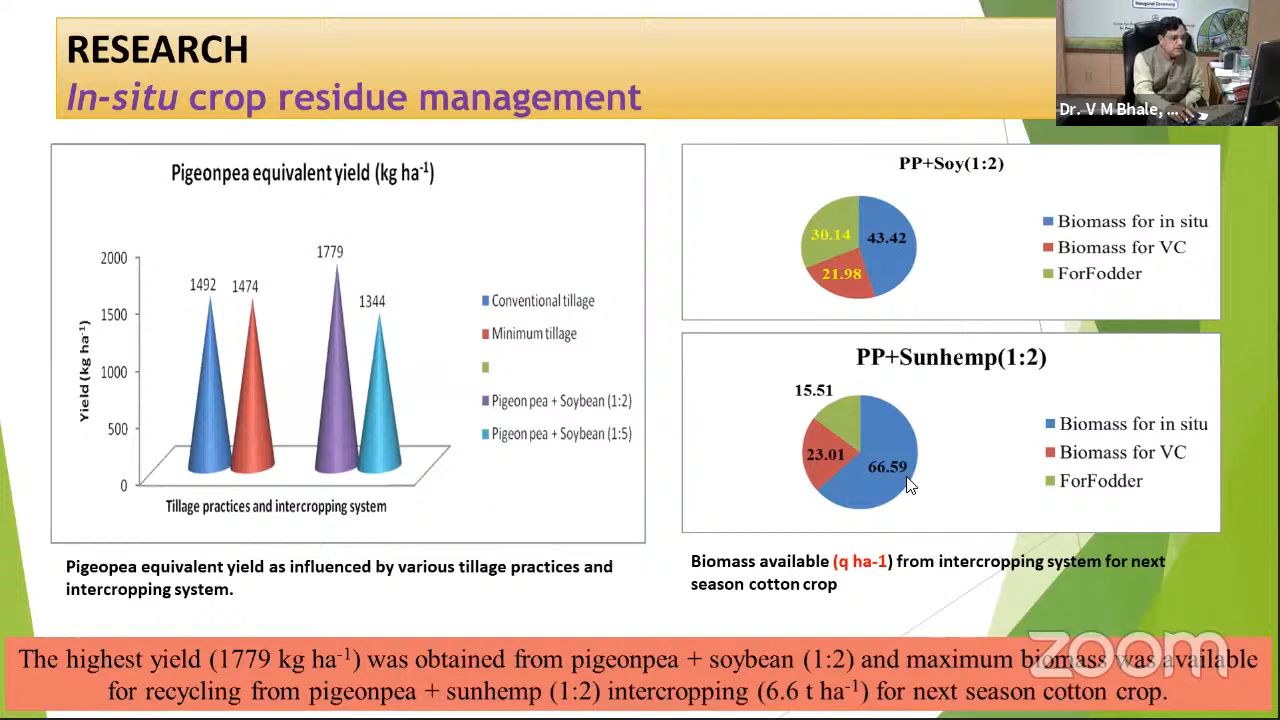 RESEARCH
In-situ crop residue management
Inaugural Ceremony
Dr. V M Bhale, ...
Pigeonpea equivalent yield (kg ha-1)
Yield (kg ha-1)
2000
1500
1000
500
0
1492
1474
1779
1344
Tillage practices and intercropping system
Conventional tillage
Minimum tillage
Pigeon pea + Soybean (1:2)
Pigeon pea + Soybean (1:5)
Pigeopea equivalent yield as influenced by various tillage practices and
intercropping system.
PP+Soy(1:2)
30.14
43.42
21.98
Biomass for in situ
Biomass for VC
ForFodder
PP+Sunhemp(1:2)
15.51
23.01
66.59
Biomass for in situ
Biomass for VC
ForFodder
Biomass available (q ha-1) from intercropping system for next
season cotton crop
The highest yield (1779 kg ha-1) was obtained from pigeonpea + soybean (1:2) and maximum biomass was available
for recycling from pigeonpea + sunhemp (1:2) intercropping (6.6 t ha-1) for next season cotton crop.
zoom